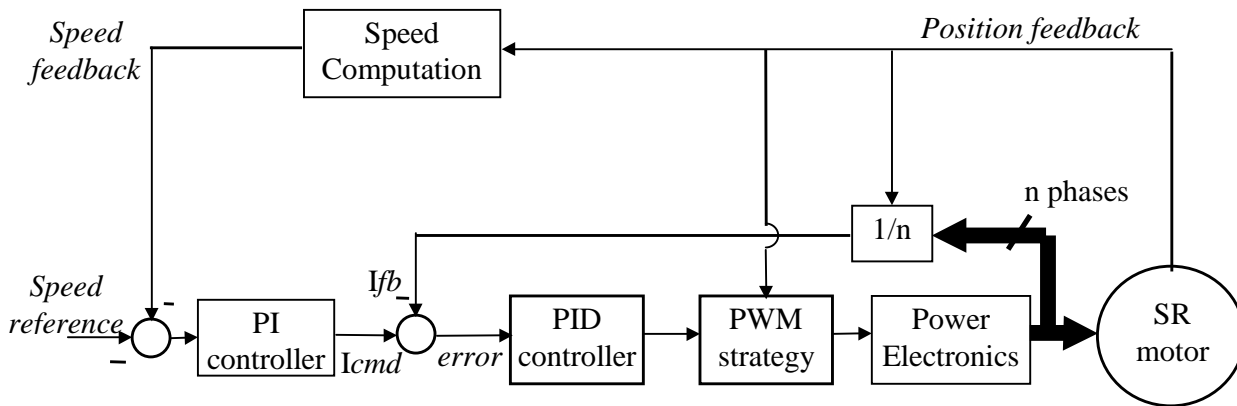 Speed
feedback
Speed
Computation
Position feedback
n phases
1/n
Speed
reference
-
-
PI
controller
Icmd
Ifb
-
error
PID
controller
PWM
strategy
Power
Electronics
SR
motor